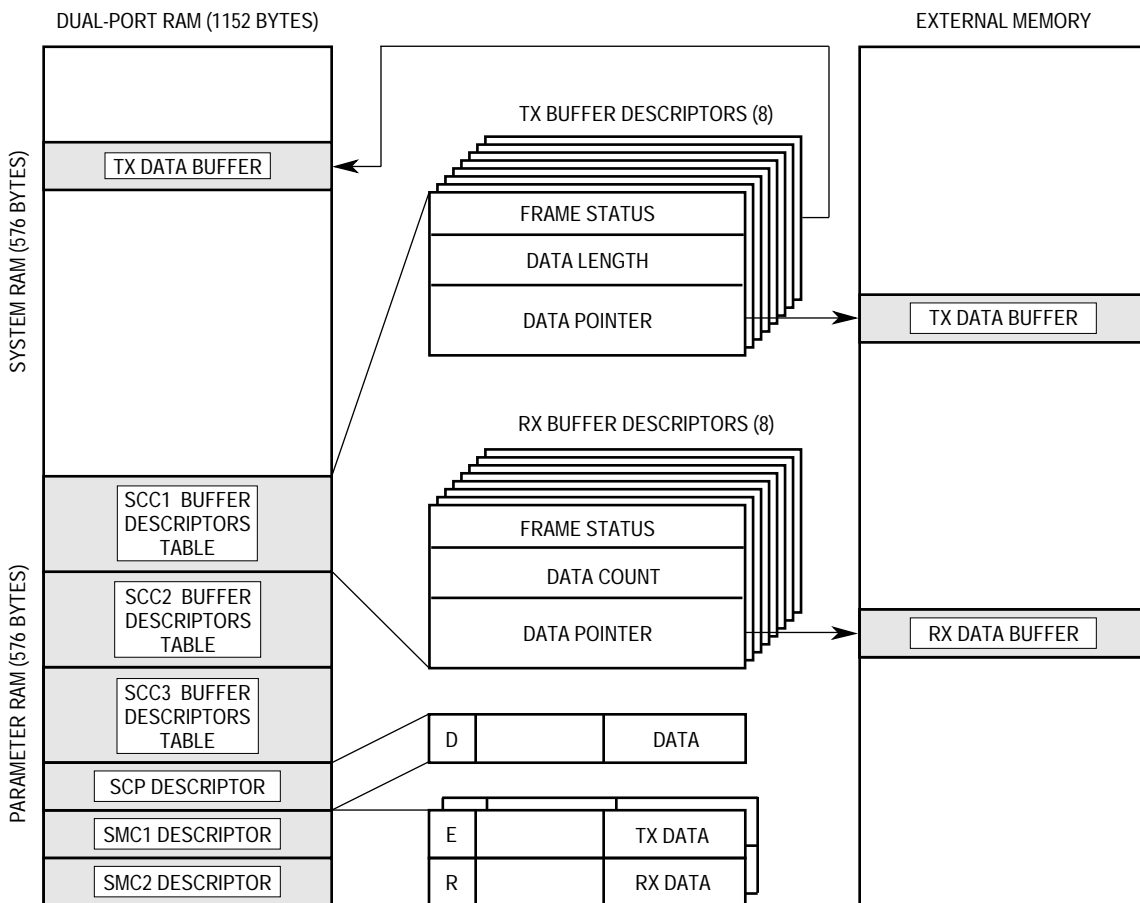 DUAL-PORT RAM (1152 BYTES)
EXTERNAL MEMORY
SYSTEM RAM (576 BYTES)
PARAMETER RAM (576 BYTES)
TX DATA BUFFER
SCC1 BUFFER
DESCRIPTORS
TABLE
SCC2 BUFFER
DESCRIPTORS
TABLE
SCC3 BUFFER
DESCRIPTORS
TABLE
SCP DESCRIPTOR
SMC1 DESCRIPTOR
SMC2 DESCRIPTOR
TX BUFFER DESCRIPTORS (8)
FRAME STATUS
DATA LENGTH
DATA POINTER
RX BUFFER DESCRIPTORS (8)
FRAME STATUS
DATA COUNT
DATA POINTER
D DATA
E TX DATA
R RX DATA
TX DATA BUFFER
RX DATA BUFFER